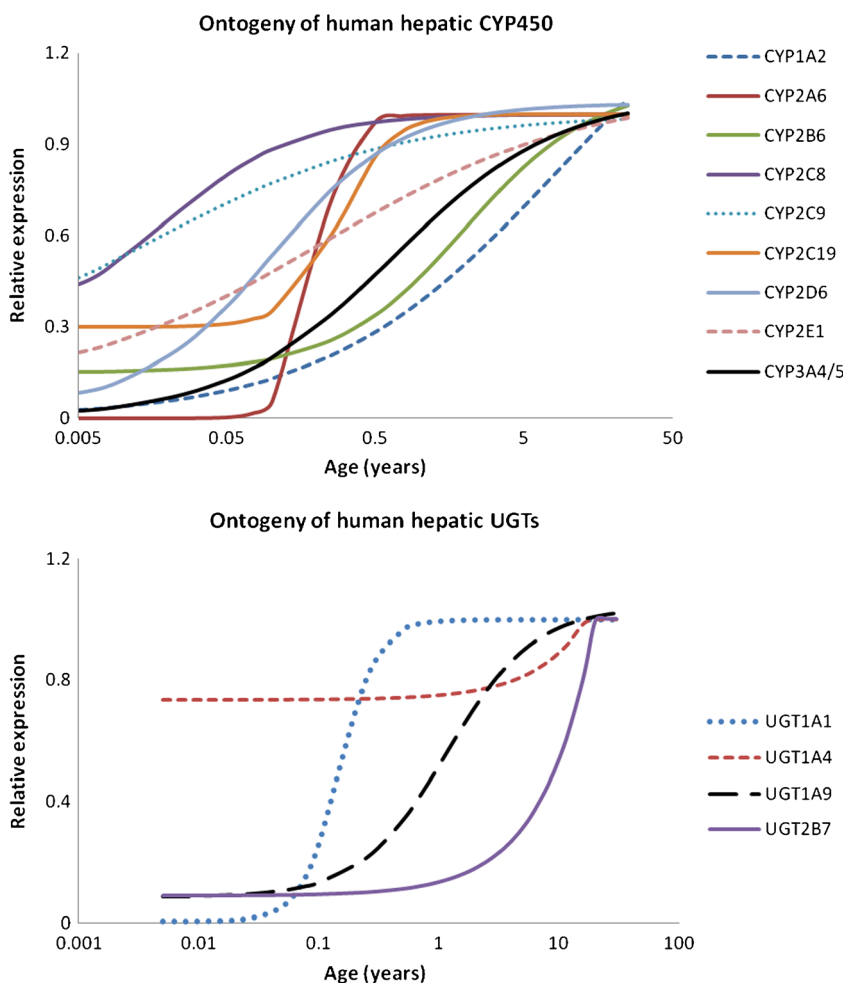 Ontogeny of human hepatic CYP450
1.2
0.9
0.6
0.3
0
Relative expression
0.005
0.05
0.5
5
50
Age (years)
CYP1A2
CYP2A6
CYP2B6
CYP2C8
CYP2C9
CYP2C19
CYP2D6
CYP2E1
CYP3A4/5
Ontogeny of human hepatic UGTs
1.2
0.8
0.4
0
Relative expression
0.001
0.01
0.1
1
10
100
Age (years)
UGT1A1
UGT1A4
UGT1A9
UGT2B7